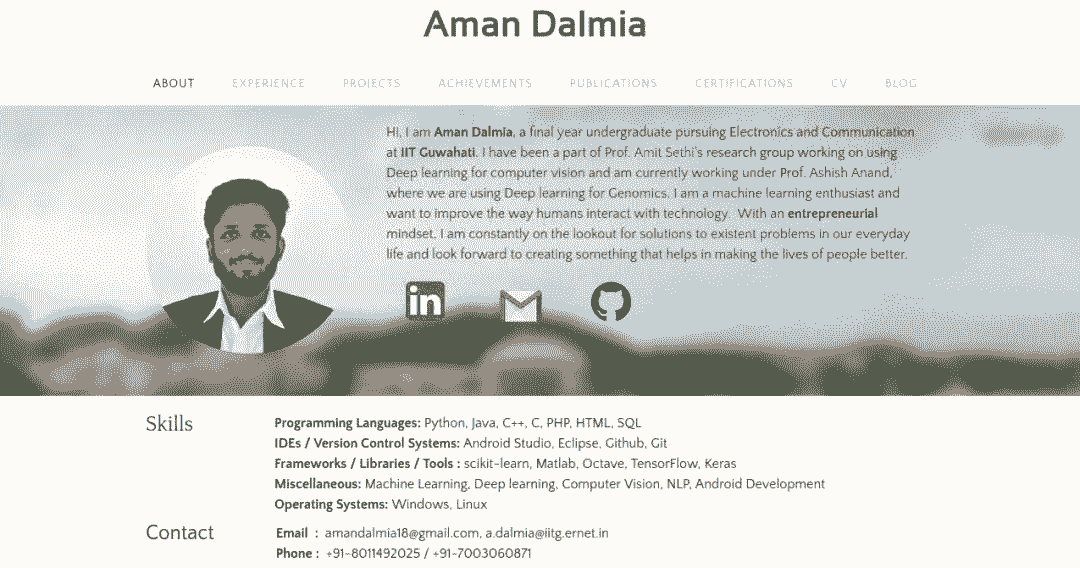 Aman Dalmia
ABOUT EXPERIENCE PROJECTS ACHIEVEMENTS PUBLICATIONS CERTIFICATIONS CV BLOG
Hi, I am Aman Dalmia, a final year undergraduate pursuing Electronics and Communication
at IIT Guwahati. I have been a part of Prof. Amit Sethi's research group working on using
Deep learning for computer vision and am currently working under Prof. Ashish Anand,
where we are using Deep learning for Genomics. I am a machine learning enthusiast and
want to improve the way humans interact with technology. With an entrepreneurial
mindset, I am constantly on the lookout for solutions to existent problems in our everyday
life and look forward to creating something that helps in making the lives of people better.
in
Skills
Programming Languages: Python, Java, C++, C, PHP, HTML, SQL
IDEs / Version Control Systems: Android Studio, Eclipse, Github, Git
Frameworks / Libraries / Tools : scikit-learn, Matlab, Octave, TensorFlow, Keras
Miscellaneous: Machine Learning, Deep learning, Computer Vision, NLP, Android Development
Operating Systems: Windows, Linux
Contact
Email : amandalmia18@gmail.com, a.dalmia@iitg.ernet.in
Phone : +91-8011492025 / +91-7003060871